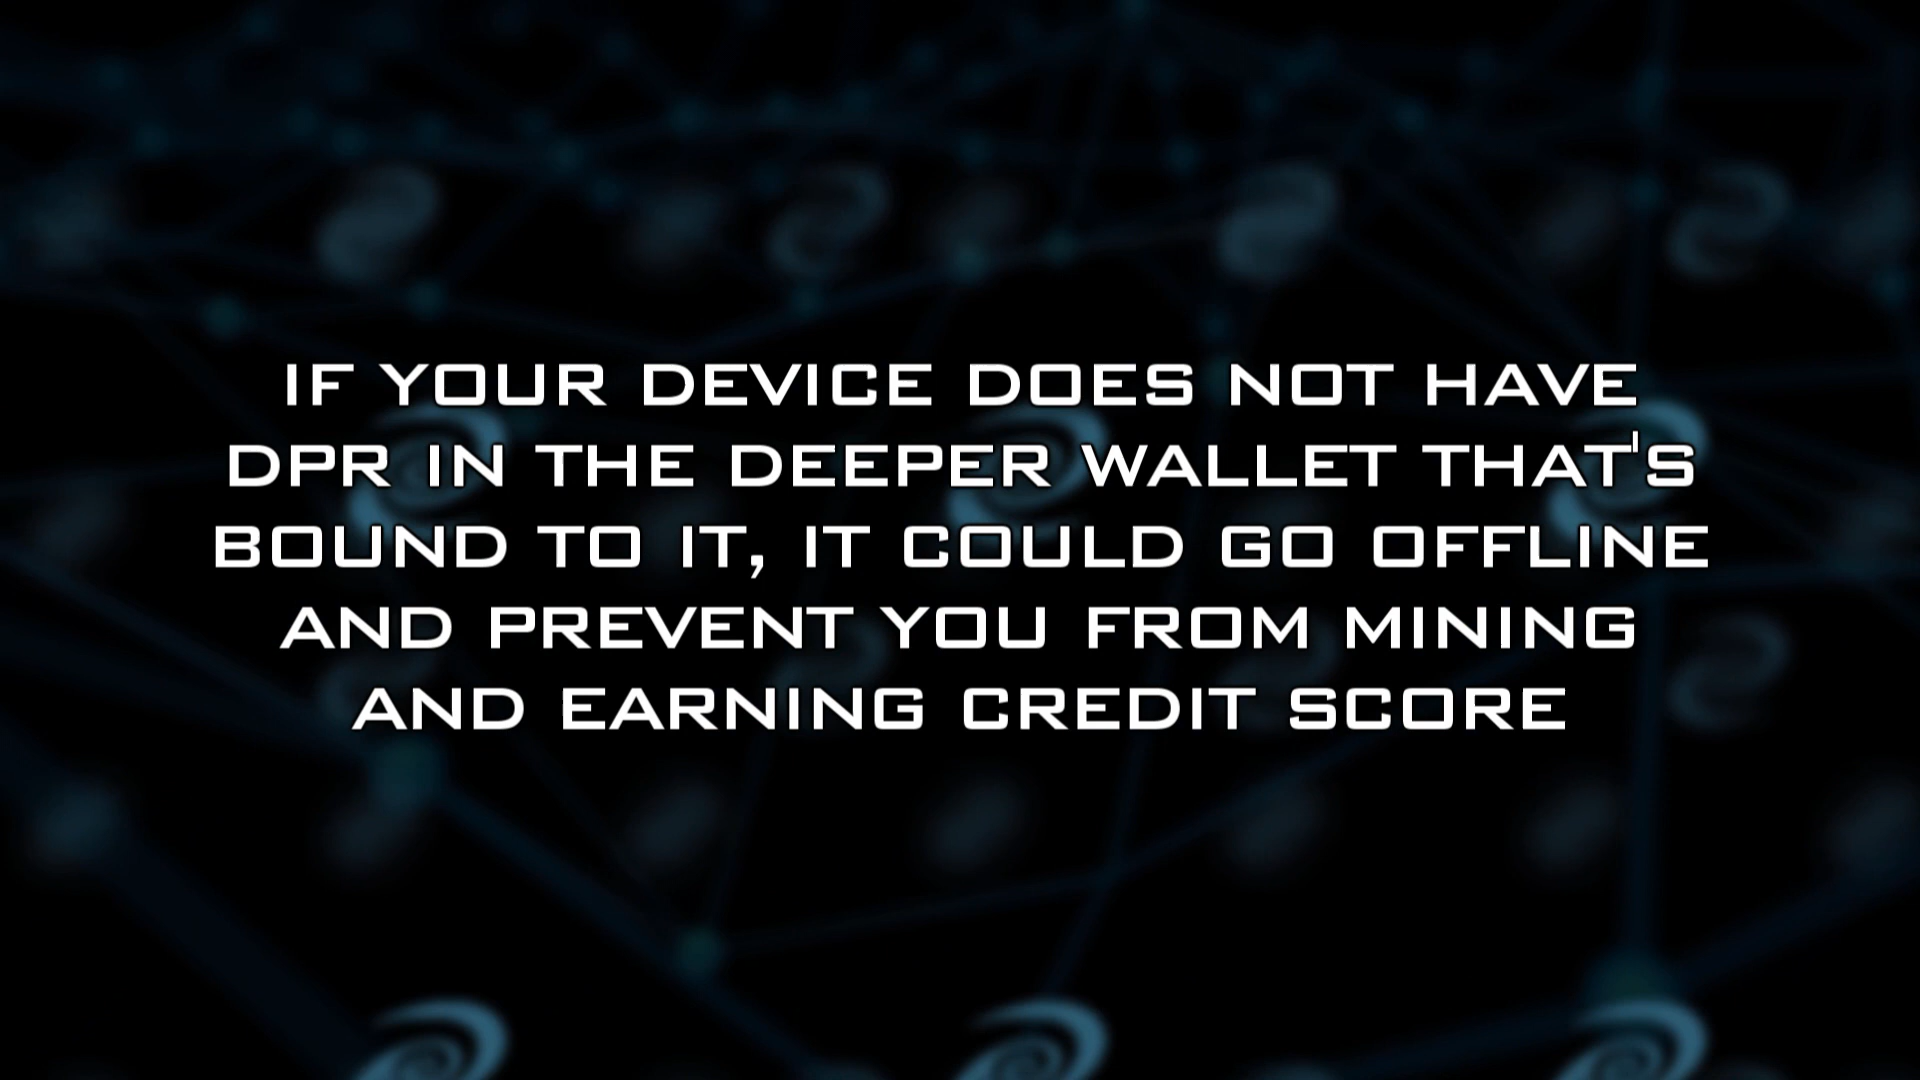 IF YOUR DEVICE DOES NOT HAVE
DPR IN THE DEEPER WALLET THAT'S
BOUND TO IT, IT COULD GO OFFLINE
AND PREVENT YOU FROM MINING
AND EARNING CREDIT SCORE